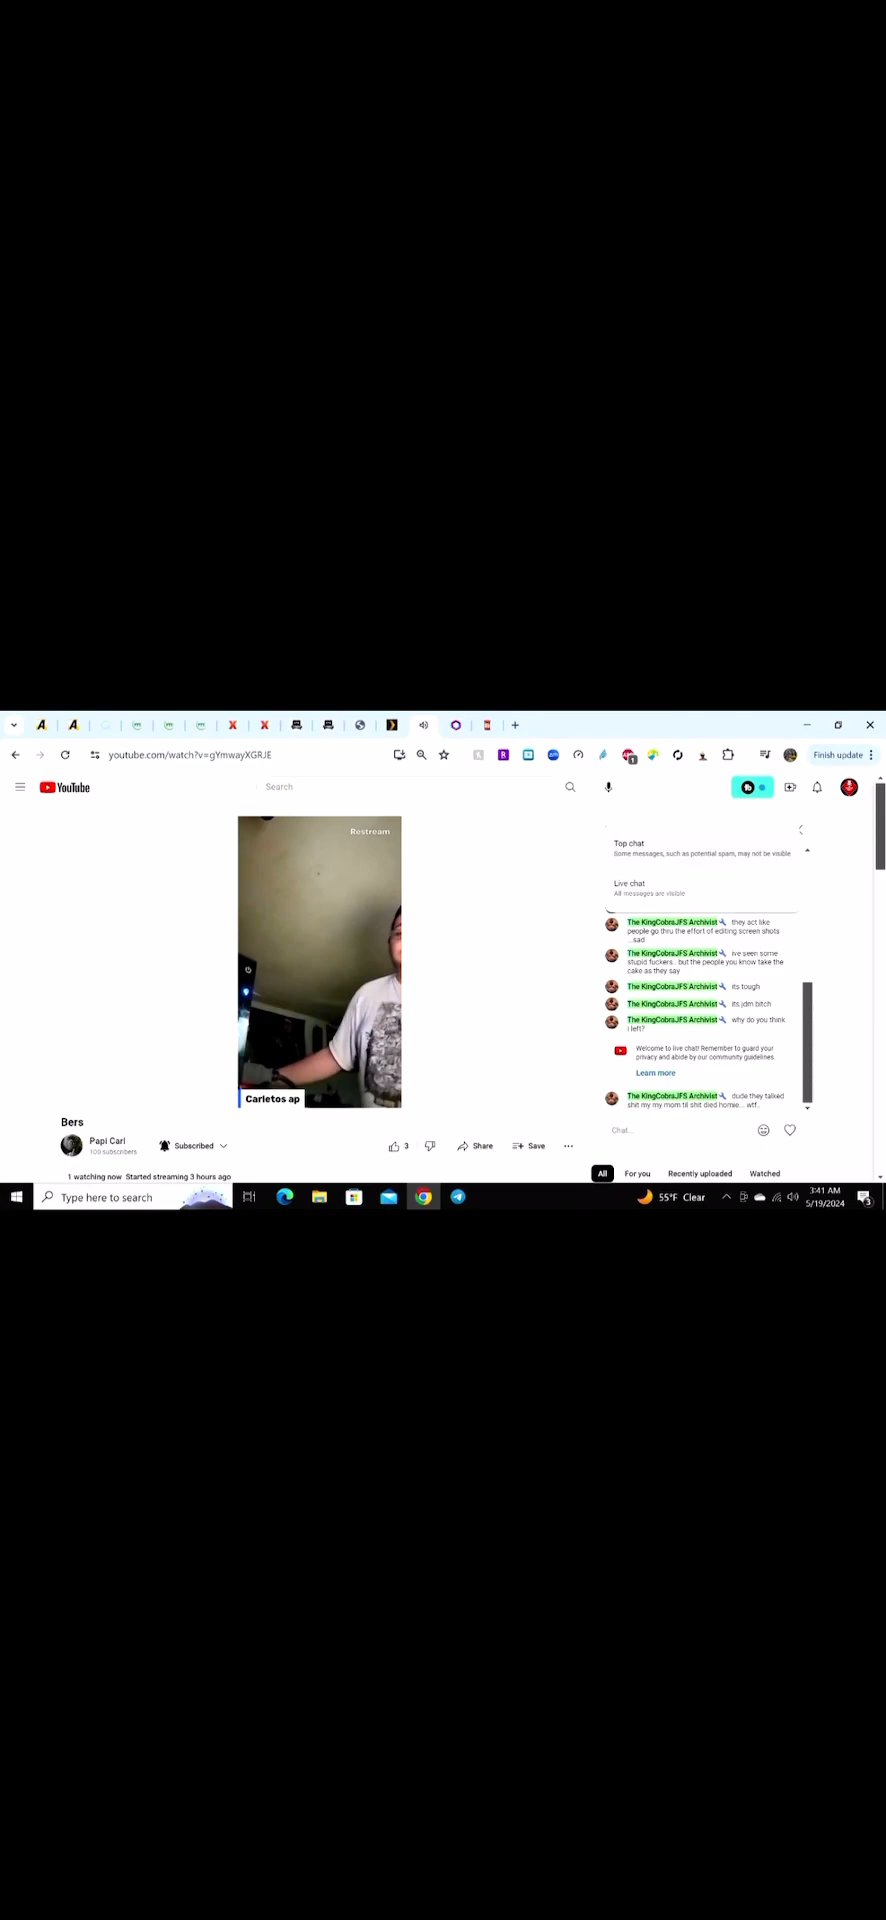 youtube.com/watch?v=gYmwayXGRJE
Finish update
YouTube
Search
Restream
Carletos ap
Top chat
Some messages, such as potential spam, may not be visible
Live chat
All messages are visible
The KingCobraJFS Archivist they act like
people go thru the effort of editing screen shots
...sad
The KingCobraJFS Archivist ive seen some
stupid fuckers.. but the people you know take the
cake as they say
The KingCobraJFS Archivist its tough
The KingCobraJFS Archivist its jdm bitch
The KingCobraJFS Archivist why do you think
i left?
Welcome to live chat! Remember to guard your
privacy and abide by our community guidelines.
Learn more
The KingCobraJFS Archivist dude they talked
shit my my mom til shit died homie... wtf..
Chat...
Bers
Papi Carl
109 subscribers
Subscribed
3
Share
Save
1 watching now Started streaming 3 hours ago
All
For you
Recently uploaded
Watched
Type here to search
55°F Clear
3:41 AM
5/19/2024
3